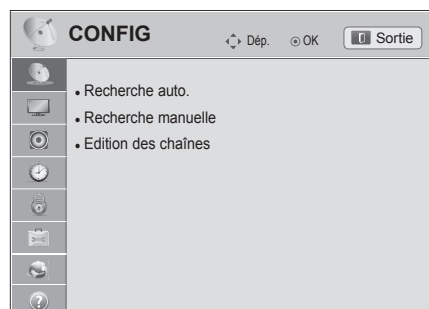 CONFIG
Dép. OK Sortie
• Recherche auto.
• Recherche manuelle
• Edition des chaînes
?